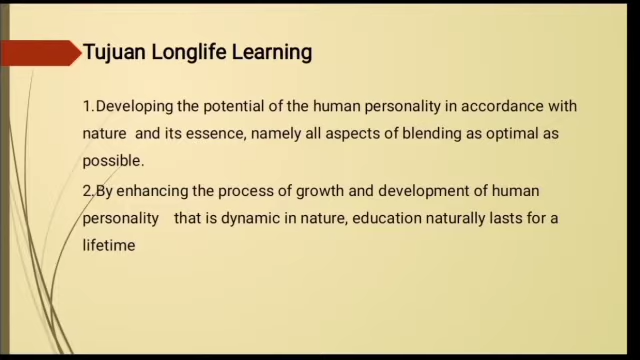 Tujuan Longlife Learning
1.Developing the potential of the human personality in accordance with
nature and its essence, namely all aspects of blending as optimal as
possible.
2.By enhancing the process of growth and development of human
personality that is dynamic in nature, education naturally lasts for a
lifetime